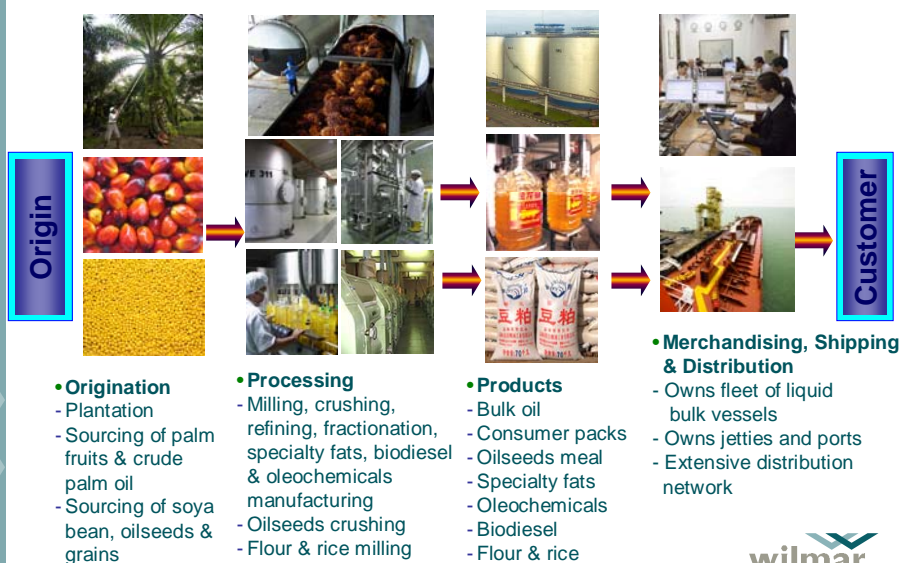 Origin
• Origination
- Plantation
- Sourcing of palm
fruits & crude
palm oil
- Sourcing of soya
bean, oilseeds &
grains
VE 311
• Processing
- Milling, crushing,
refining, fractionation,
specialty fats, biodiesel
& oleochemicals
manufacturing
- Oilseeds crushing
- Flour & rice milling
豆粕
豆粕
• Products
- Bulk oil
- Consumer packs
- Oilseeds meal
- Specialty fats
- Oleochemicals
- Biodiesel
- Flour & rice
• Merchandising, Shipping
& Distribution
- Owns fleet of liquid
bulk vessels
- Owns jetties and ports
- Extensive distribution
network
Customer
wilmar